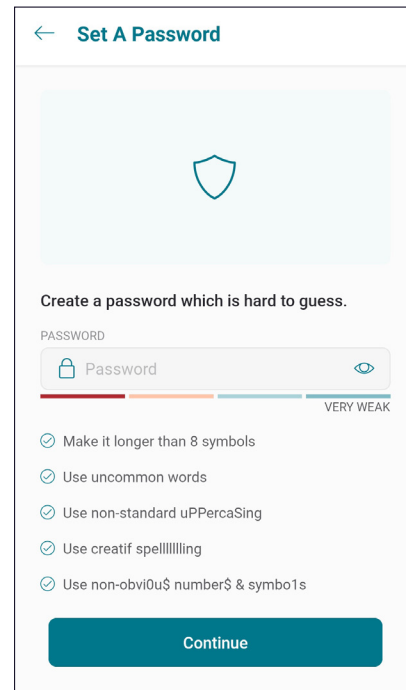 Set A Password
Create a password which is hard to guess.
PASSWORD
Password
VERY WEAK
Make it longer than 8 symbols
Use uncommon words
Use non-standard uPPercaSing
Use creatif spelllllllling
Use non-obvi0u$ number$ & symbo1s
Continue